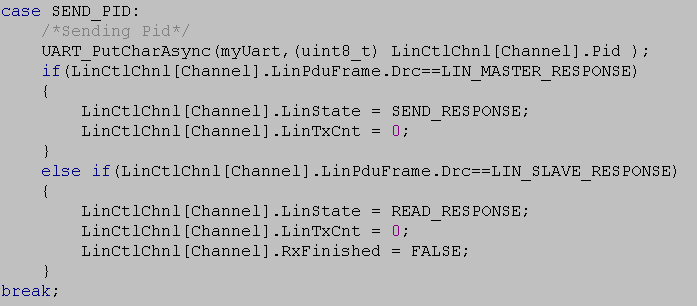 case SEND_PID:
/*Sending Pid*/
UART_PutCharAsync(myUart,(uint8_t) LinCtlChnl[Channel].Pid );
if(LinCtlChnl[Channel].LinPduFrame.Drc==LIN_MASTER_RESPONSE)
{
LinCtlChnl[Channel].LinState = SEND_RESPONSE;
LinCtlChnl[Channel].LinTxCnt = 0;
}
else if(LinCtlChnl[Channel].LinPduFrame.Drc==LIN_SLAVE_RESPONSE)
{
LinCtlChnl[Channel].LinState = READ_RESPONSE;
LinCtlChnl[Channel].LinTxCnt = 0;
LinCtlChnl[Channel].RxFinished = FALSE;
}
break;